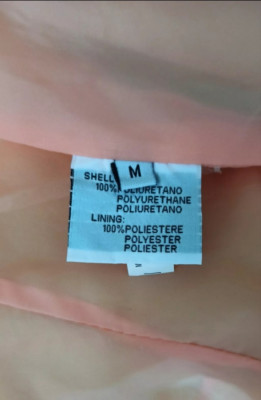 M
SHELL:
100% POLIURETANO
POLYURETHANE
POLIURETANO
LINING:
100%POLIESTERE
POLYESTER
POLIESTER